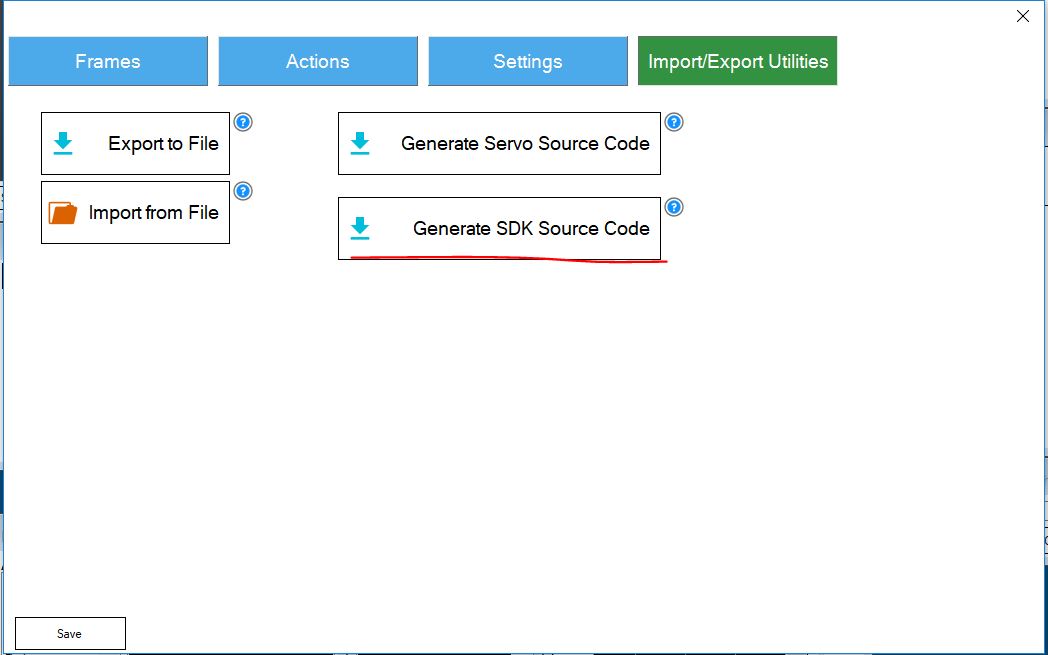 Frames
Actions
Settings
Import/Export Utilities
Export to File
?
Generate Servo Source Code
?
Import from File
?
Generate SDK Source Code
?
Save